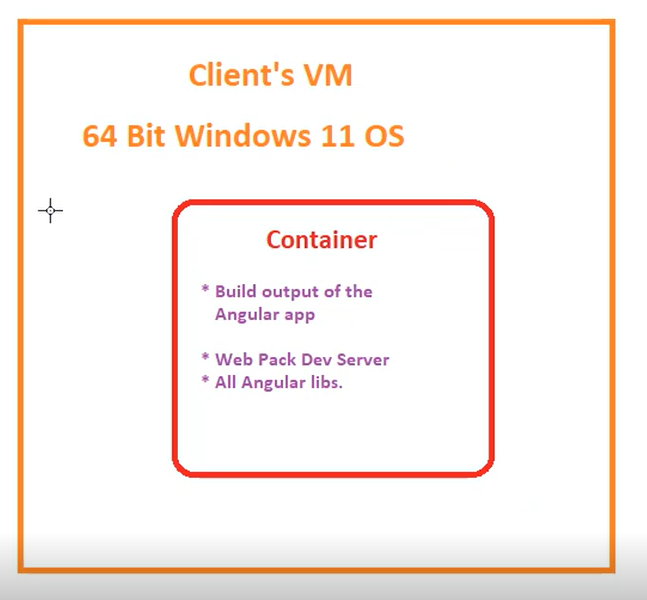 Client's VM
64 Bit Windows 11 OS
Container
* Build output of the
Angular app
* Web Pack Dev Server
* All Angular libs.